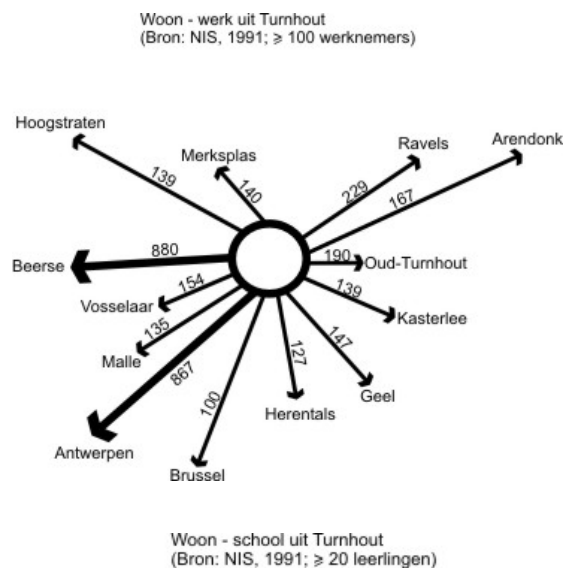 Woon - werk uit Turnhout
(Bron: NIS, 1991; ≥ 100 werknemers)
Hoogstraten
139
Merksplas
140
Ravels
229
Arendonk
167
Beerse
880
190
Oud-Turnhout
Vosselaar
154
139
Kasterlee
Malle
135
147
Geel
127
Herentals
867
Antwerpen
100
Brussel
Woon - school uit Turnhout
(Bron: NIS, 1991; ≥ 20 leerlingen)